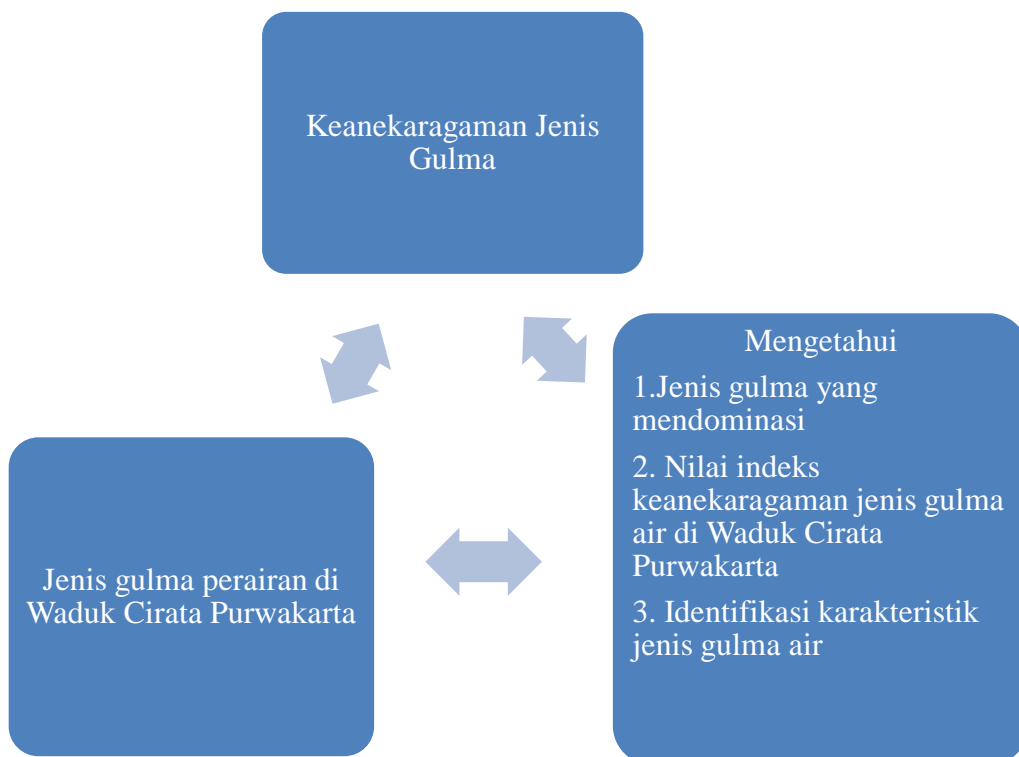 Keanekaragaman Jenis
Gulma
Mengetahui
1.Jenis gulma yang
mendominasi
2. Nilai indeks
keanekaragaman jenis gulma
air di Waduk Cirata
Purwakarta
3. Identifikasi karakteristik
jenis gulma air
Jenis gulma perairan di
Waduk Cirata Purwakarta